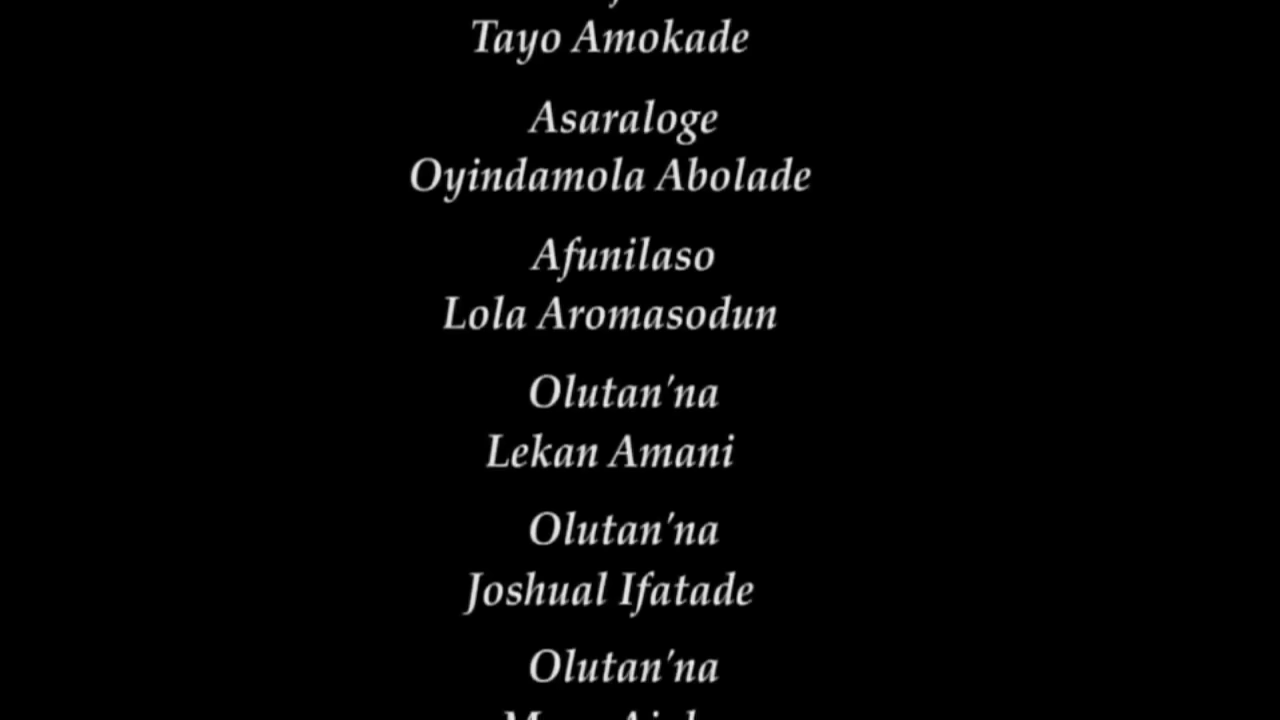 Tayo Amokade
Asaraloge
Oyindamola Abolade
Afunilaso
Lola Aromasodun
Olutan'na
Lekan Amani
Olutan'na
Joshual Ifatade
Olutan'na